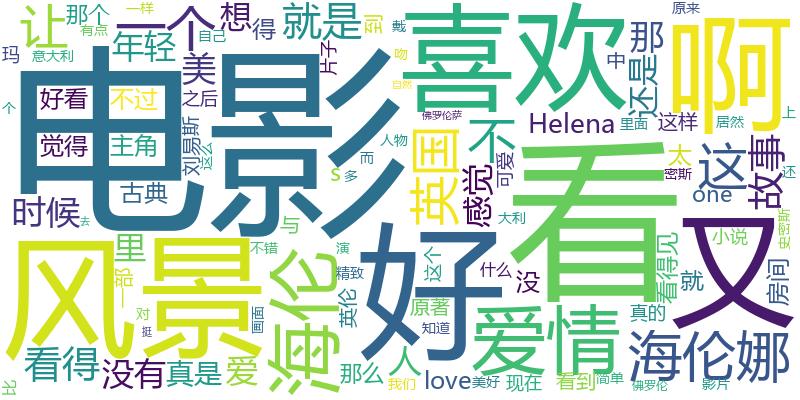 一样
有点
原来
那个
让
一个
想
得
就是
到
戴
吻
喜欢
啊
那
玛
年轻
自己
意大利
美
片子
中
还是
个
电影
之后
自然
佛罗伦萨
里面
这样
居然
上
好看
不过
觉得
主角
刘易斯
这么
s
多
而
人物
英国
不
Helena
感觉
可爱
太
这
故事
密斯
还
one
古典
时候
与
看
又
里
风景
去
不错
演
海伦
好
大利
看得见
小说
史密斯
一部
精致
这个
什么
没
就
房间
对
挺
画面
英伦
原著
知道
爱情
真的
海伦娜
看得
没有
真是
爱
那么
人
我们
love
美好
现在
看到
简单
佛罗伦
影片
比